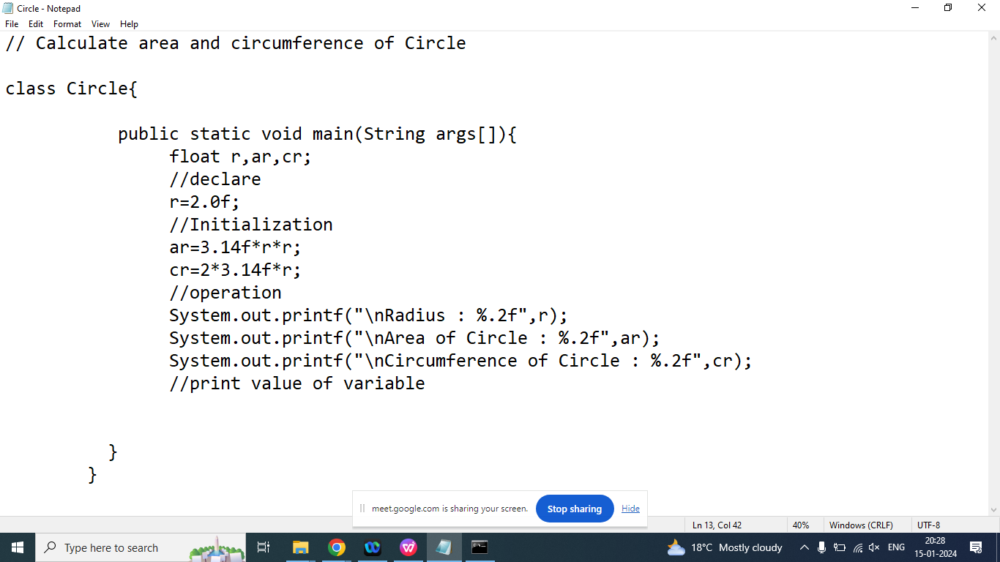 Circle - Notepad
File Edit Format View Help
// Calculate area and circumference of Circle
class Circle{
public static void main(String args[]){
float r,ar,cr;
//declare
r=2.0f;
//Initialization
ar=3.14f*r*r;
cr=2*3.14f*r;
//operation
System.out.printf("\nRadius : %.2f",r);
System.out.printf("\nArea of Circle : %.2f",ar);
System.out.printf("\nCircumference of Circle : %.2f",cr);
//print value of variable
}
}
meet.google.com is sharing your screen. Stop sharing Hide
Ln 13, Col 42 40% Windows (CRLF) UTF-8
Type here to search 18°C Mostly cloudy ENG 20:28
15-01-2024